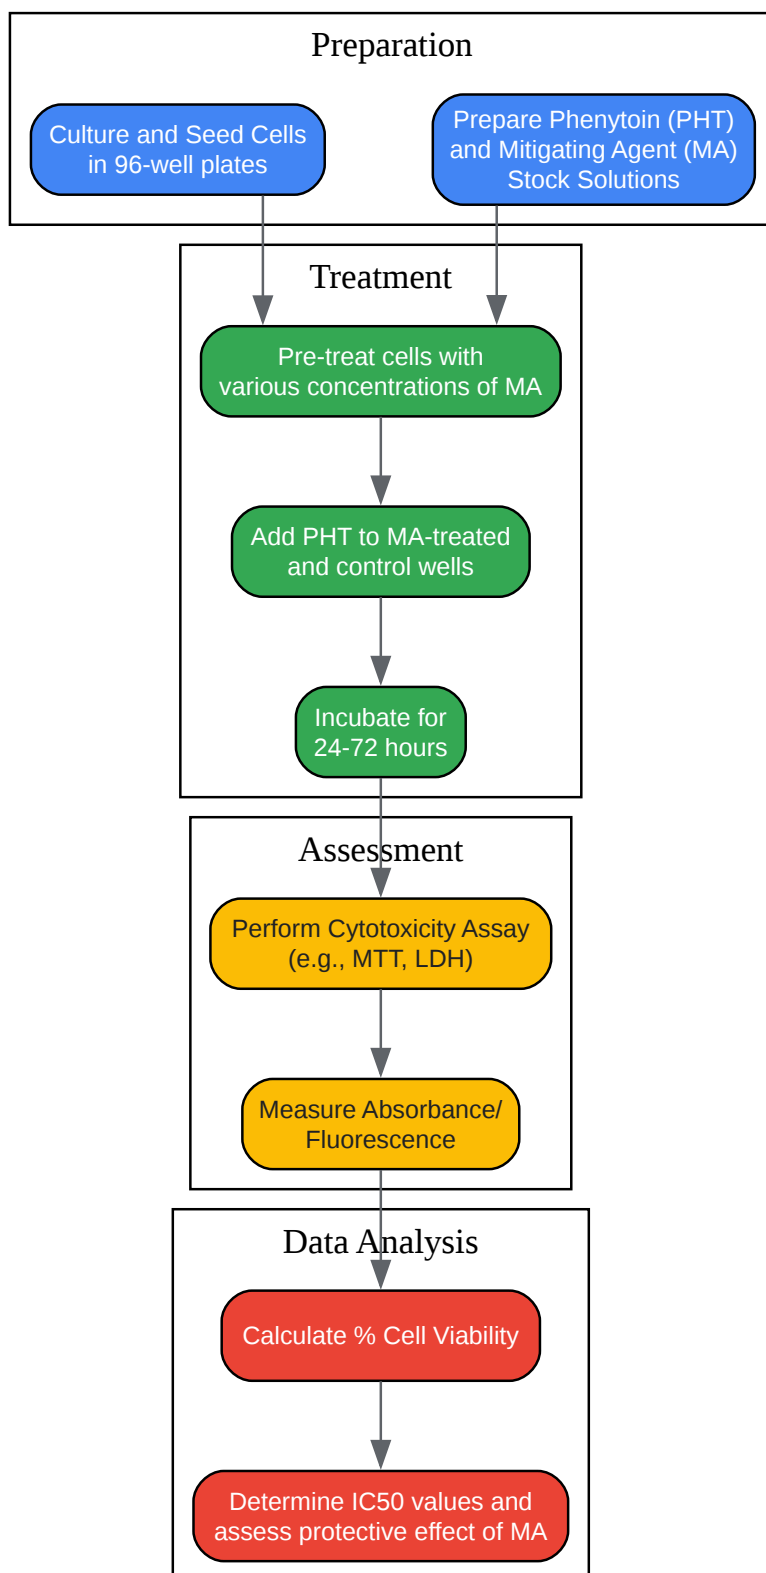 Preparation
Culture and Seed Cells
in 96-well plates
Prepare Phenytoin (PHT)
and Mitigating Agent (MA)
Stock Solutions
Treatment
Pre-treat cells with
various concentrations of MA
Add PHT to MA-treated
and control wells
Incubate for
24-72 hours
Assessment
Perform Cytotoxicity Assay
(e.g., MTT, LDH)
Measure Absorbance/
Fluorescence
Data Analysis
Calculate % Cell Viability
Determine IC50 values and
assess protective effect of MA